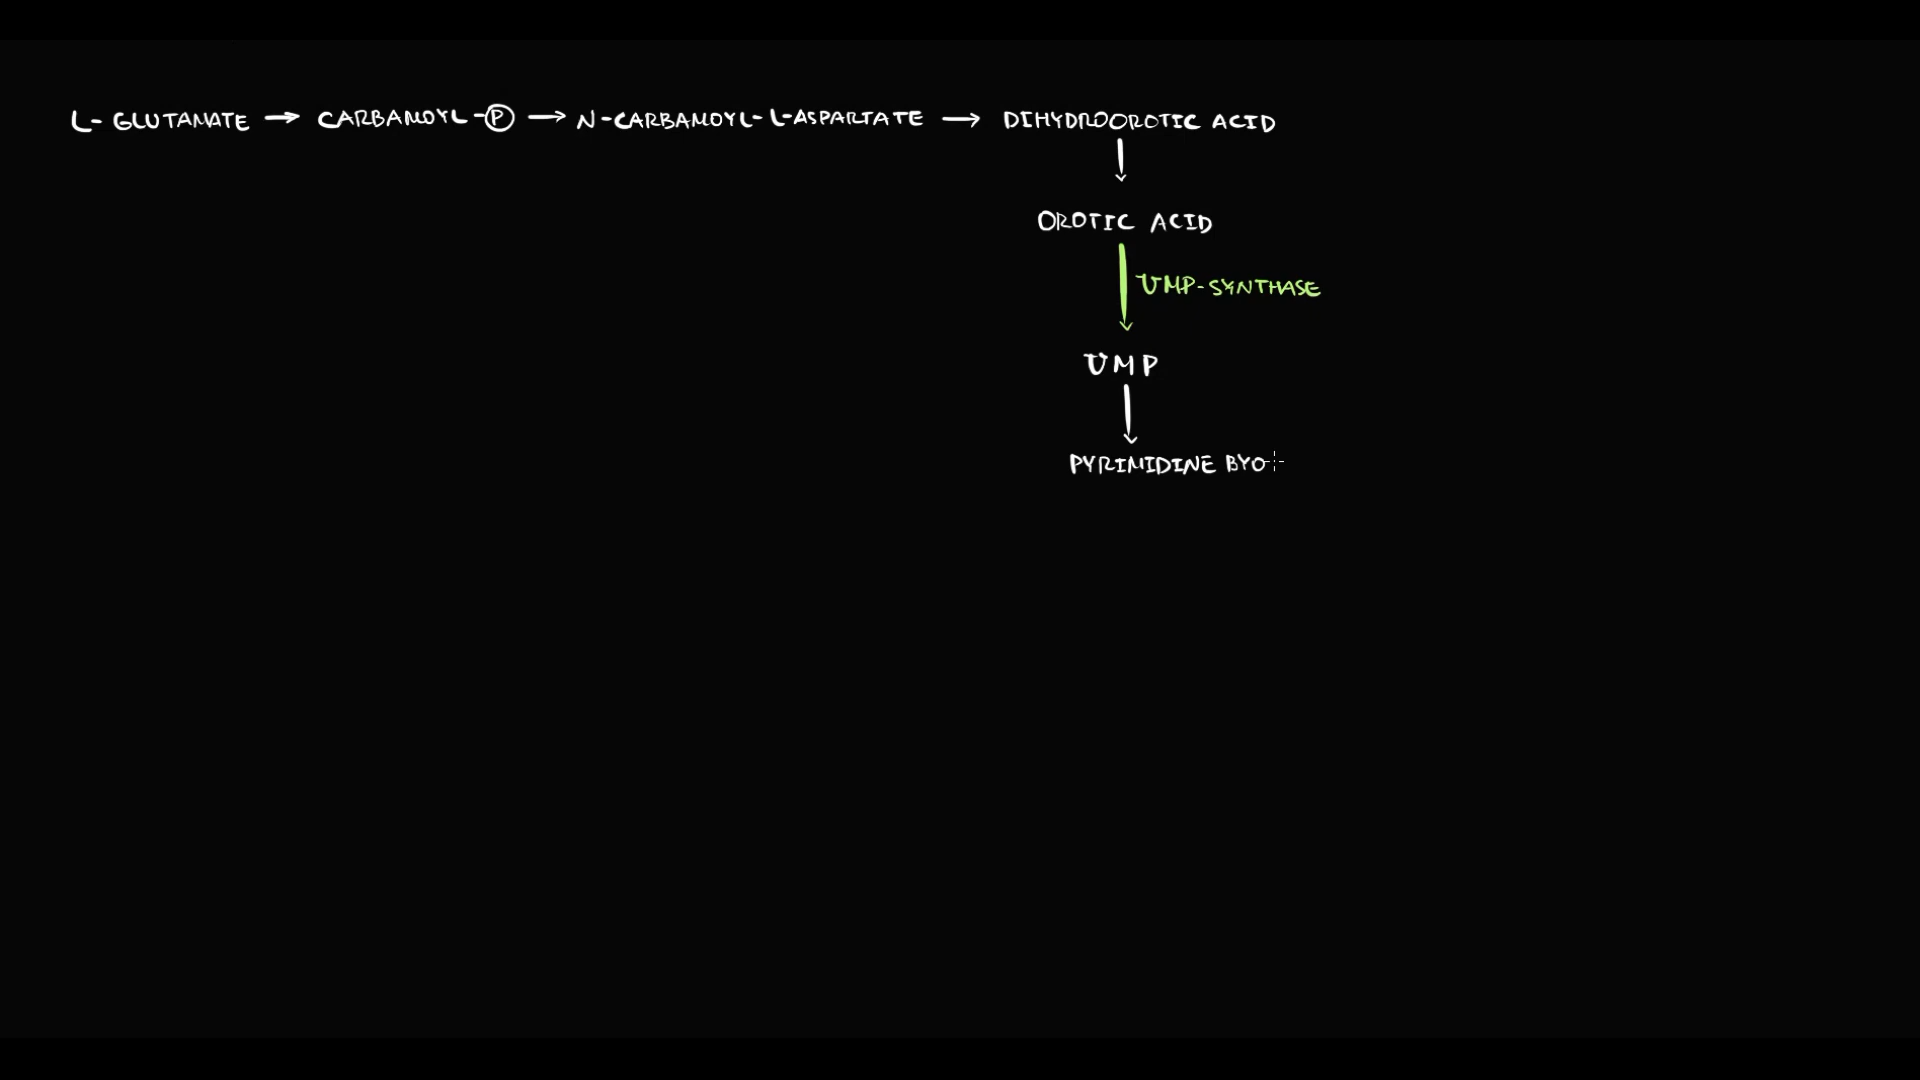 L-GLUTAMATE → CARBAMOYL-Ⓟ → N-CARBAMOYL-L-ASPARTATE → DIHYDROOROTIC ACID
OROTIC ACID
UMP-SYNTHASE
UMP
PYRIMIDINE BYO